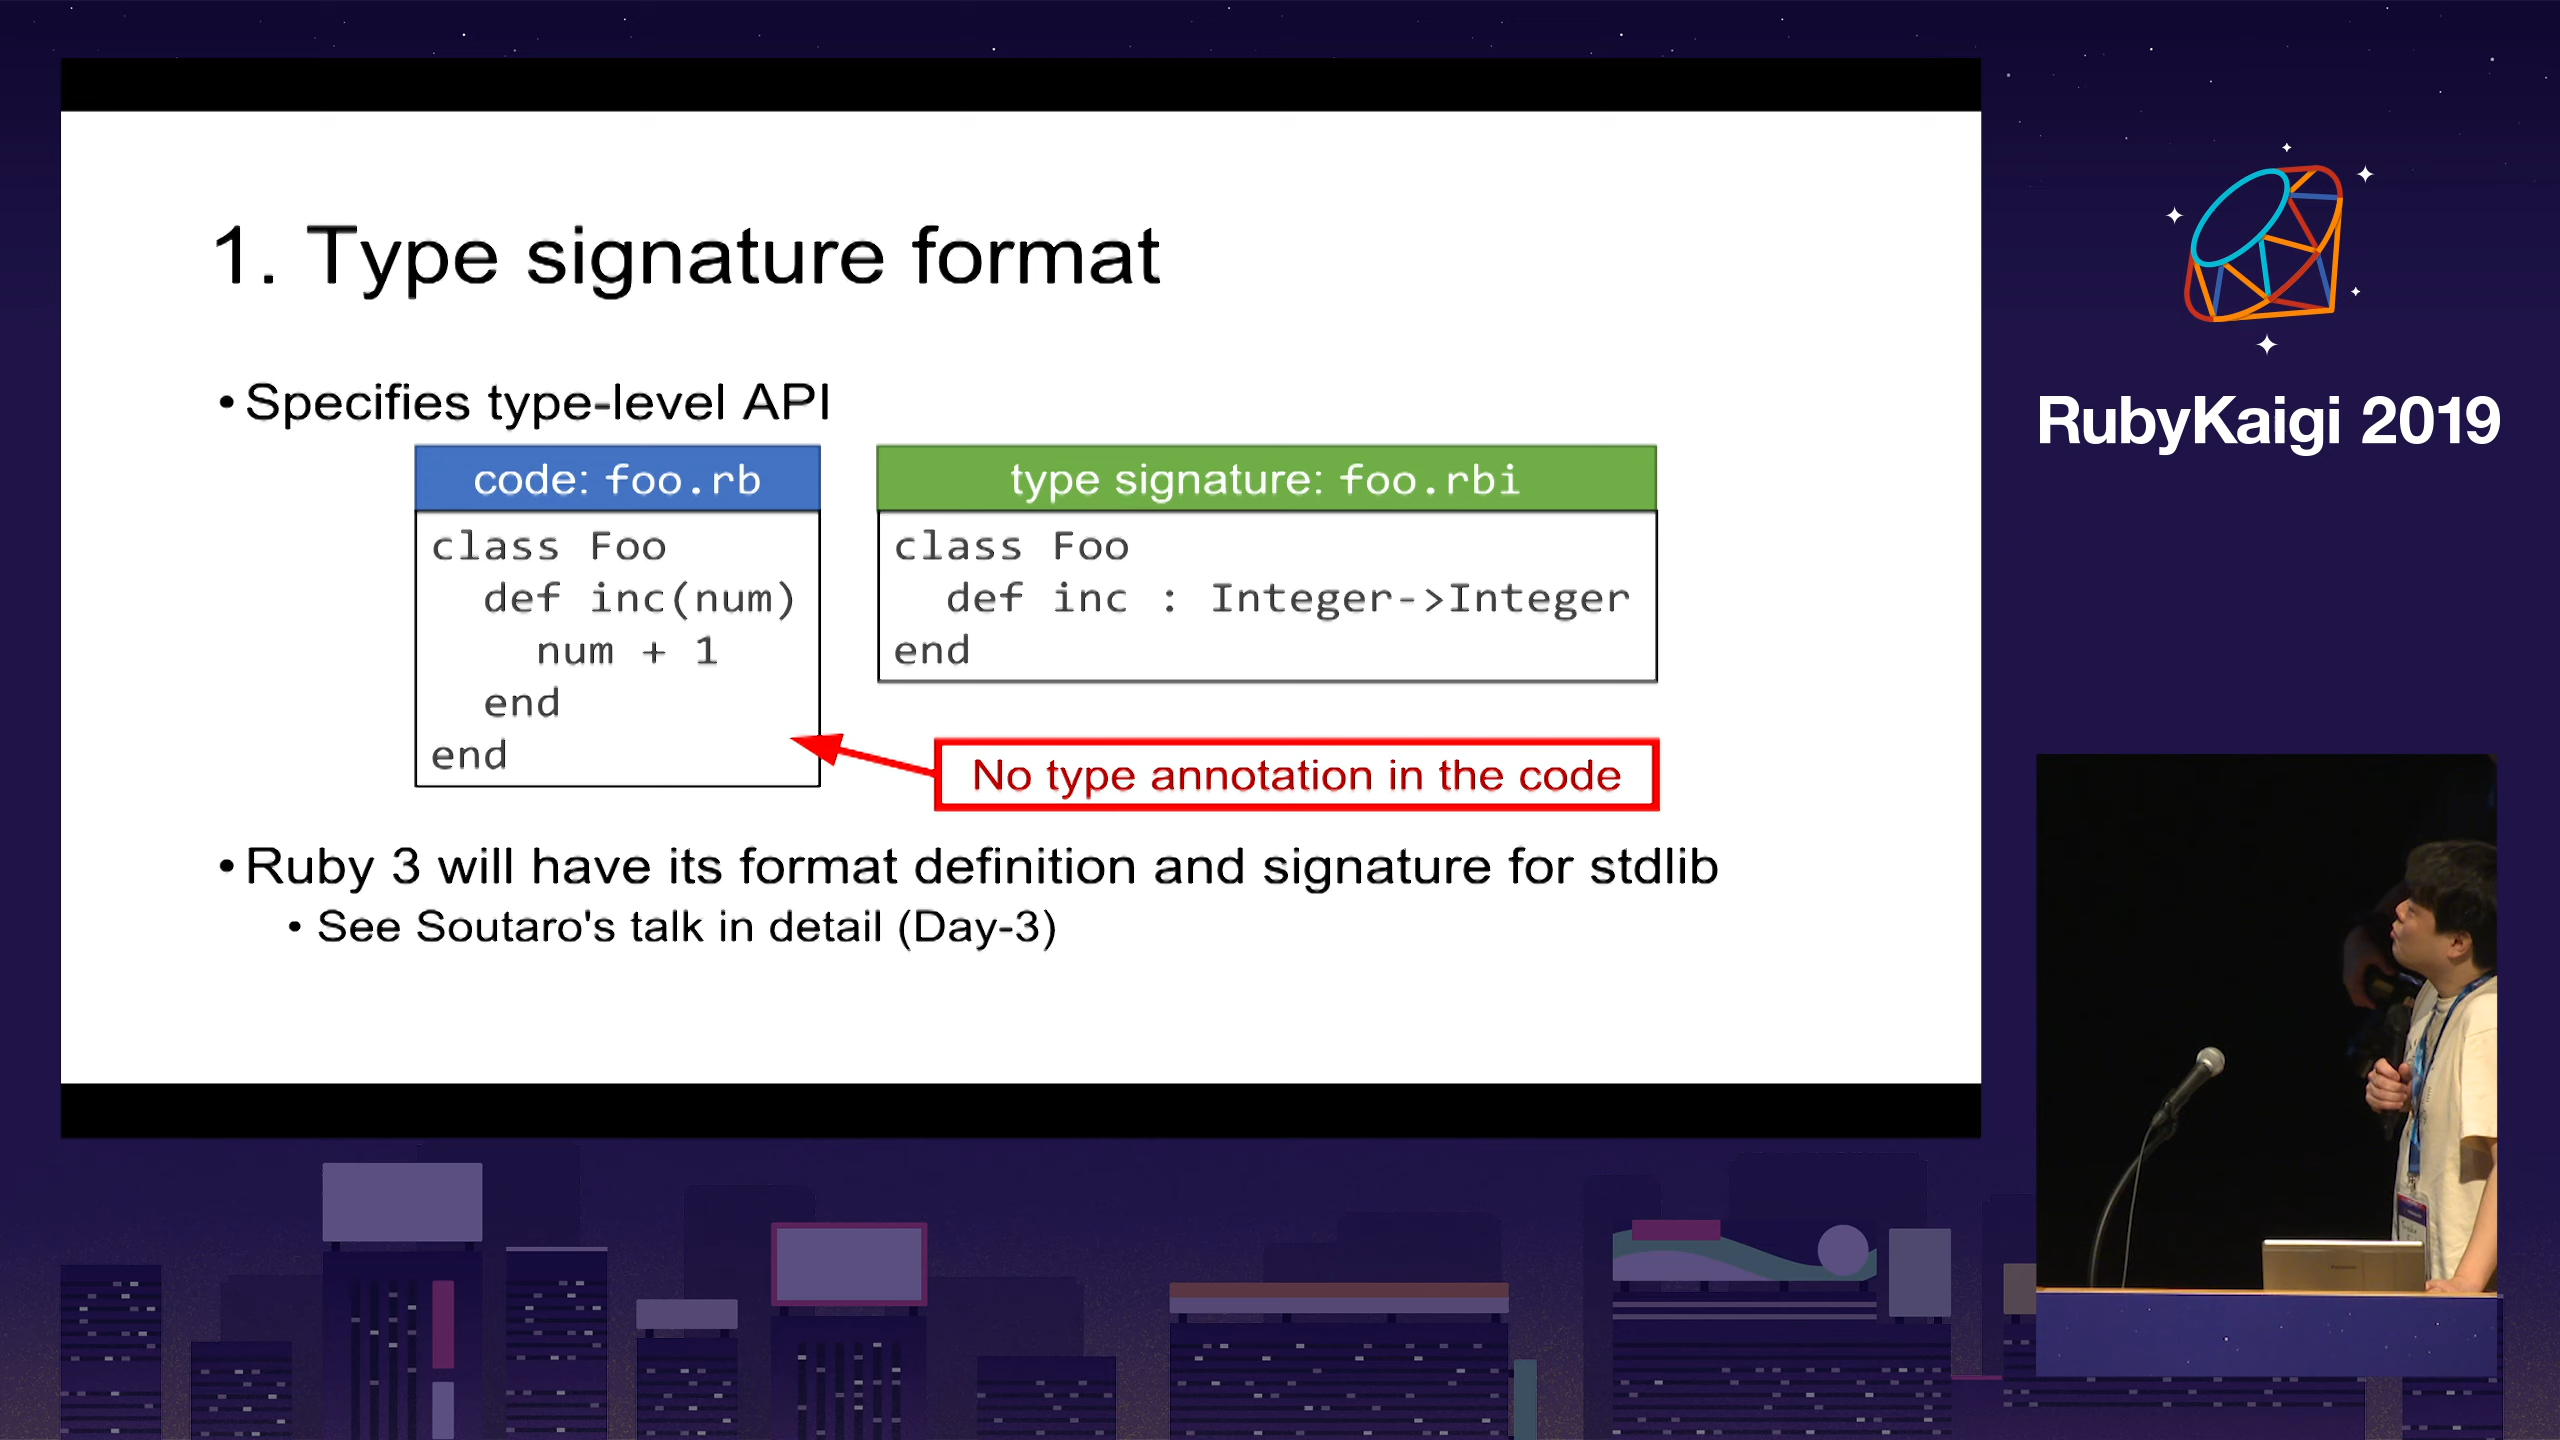 1. Type signature format
• Specifies type-level API
code: foo.rb
class Foo
  def inc(num)
    num + 1
  end
end
type signature: foo.rbi
class Foo
  def inc : Integer->Integer
end
No type annotation in the code
• Ruby 3 will have its format definition and signature for stdlib
• See Soutaro's talk in detail (Day-3)
RubyKaigi 2019